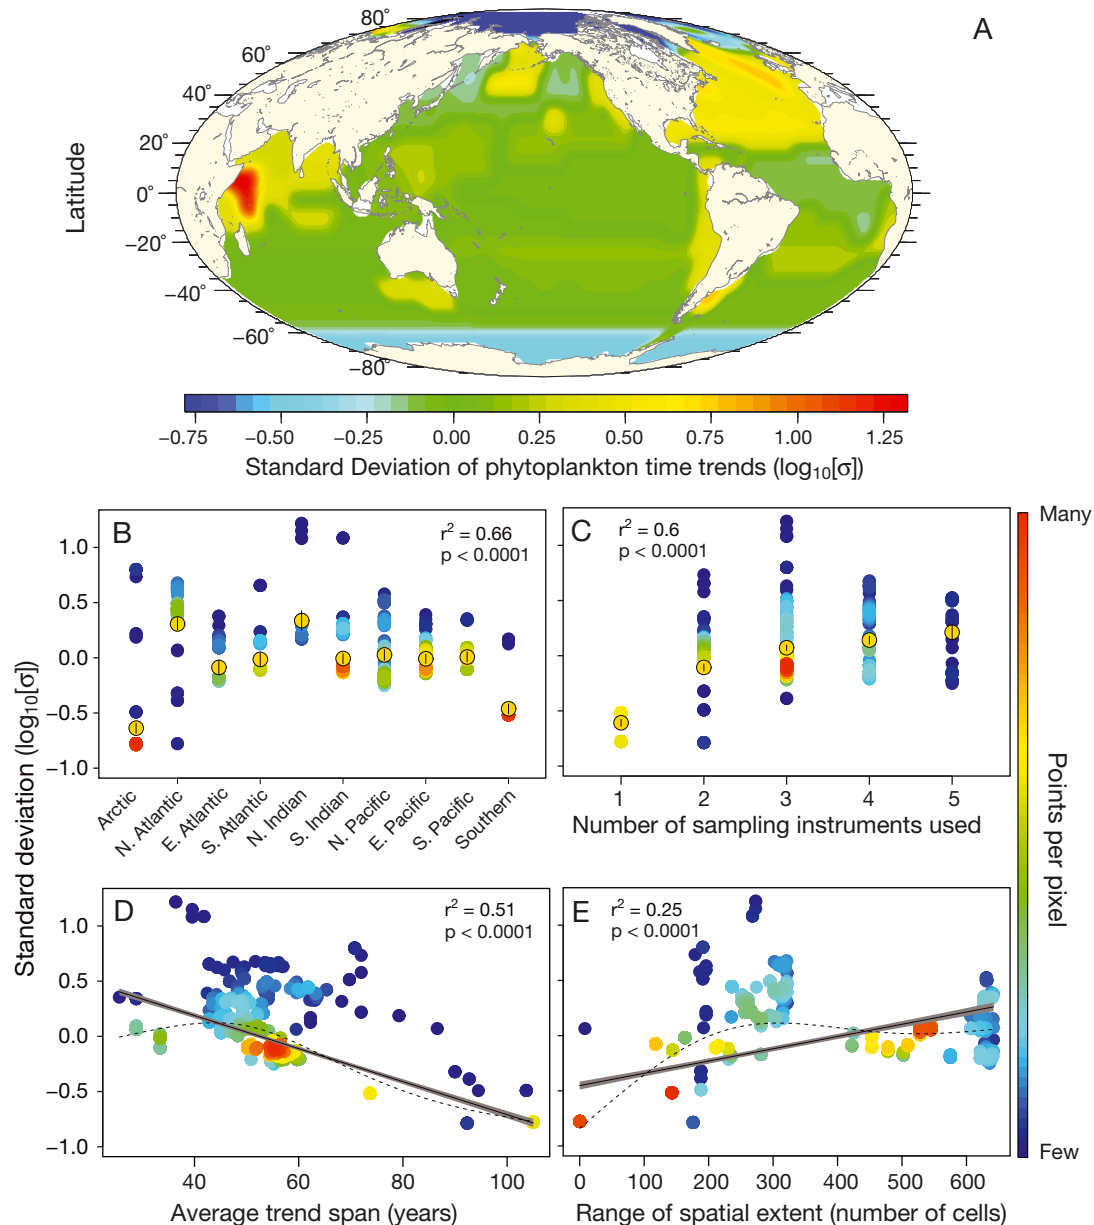 A
80°
60°
40°
20°
0°
−20°
−40°
−60°
−80°
Latitude
−0.75 −0.50 −0.25 0.00 0.25 0.50 0.75 1.00 1.25
Standard Deviation of phytoplankton time trends (log₁₀[σ])
B
r² = 0.66
p < 0.0001
1.0
0.5
0.0
−0.5
−1.0
Arctic
N. Atlantic
E. Atlantic
S. Atlantic
N. Indian
S. Indian
N. Pacific
E. Pacific
S. Pacific
Southern
C
r² = 0.6
p < 0.0001
1 2 3 4 5
Number of sampling instruments used
Standard deviation (log₁₀[σ])
D
r² = 0.51
p < 0.0001
1.0
0.5
0.0
−0.5
−1.0
40 60 80 100
Average trend span (years)
E
r² = 0.25
p < 0.0001
0 100 200 300 400 500 600
Range of spatial extent (number of cells)
Many
Points per pixel
Few